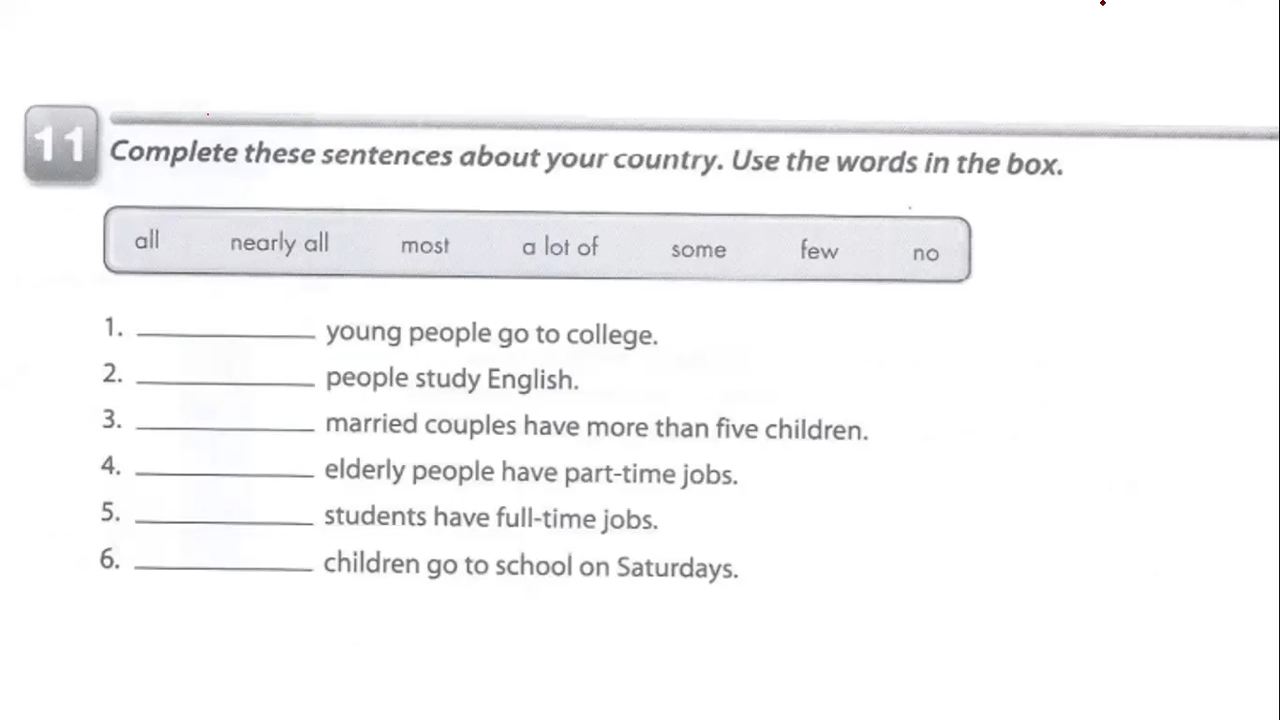 11
Complete these sentences about your country. Use the words in the box.
all nearly all most a lot of some few no
1. ____________ young people go to college.
2. ____________ people study English.
3. ____________ married couples have more than five children.
4. ____________ elderly people have part-time jobs.
5. ____________ students have full-time jobs.
6. ____________ children go to school on Saturdays.